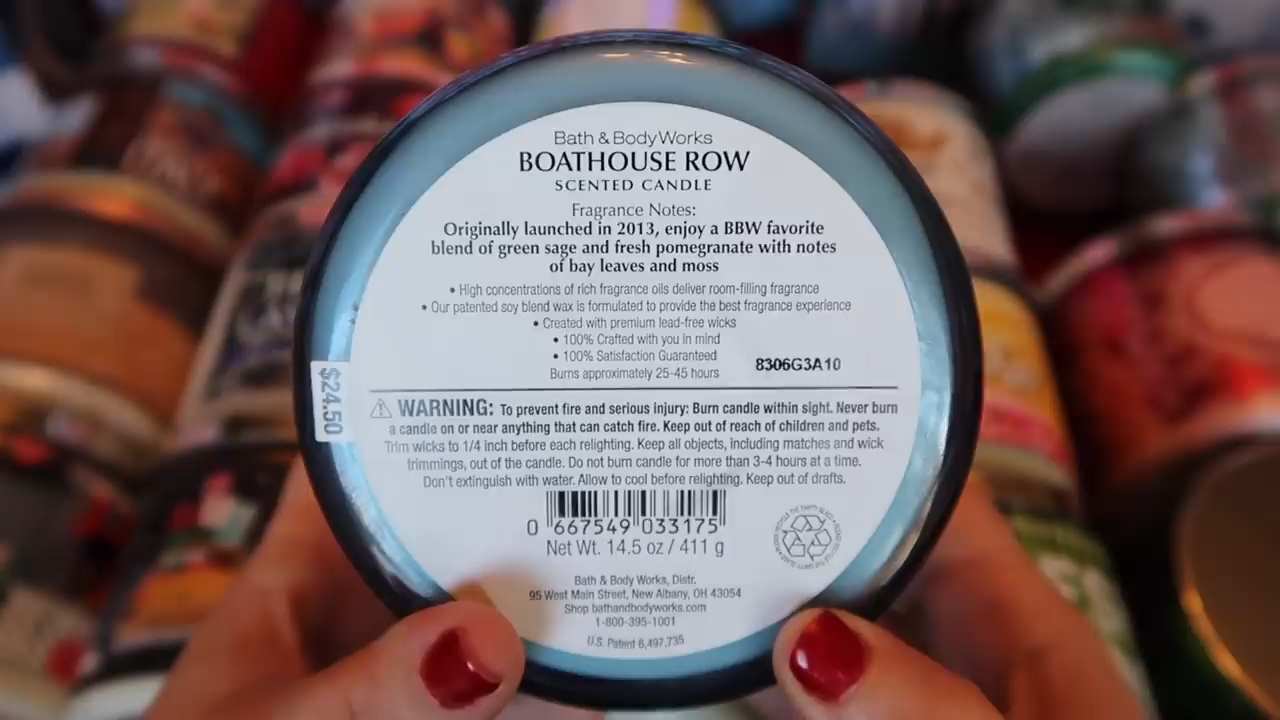 Bath & Body Works
BOATHOUSE ROW
SCENTED CANDLE
Fragrance Notes:
Originally launched in 2013, enjoy a BBW favorite
blend of green sage and fresh pomegranate with notes
of bay leaves and moss
• High concentrations of rich fragrance oils deliver room-filling fragrance
• Our patented soy blend wax is formulated to provide the best fragrance experience
• Created with premium lead-free wicks
• 100% Crafted with you in mind
• 100% Satisfaction Guaranteed
Burns approximately 25-45 hours
8306G3A10
$24.50
WARNING: To prevent fire and serious injury: Burn candle within sight. Never burn
a candle on or near anything that can catch fire. Keep out of reach of children and pets.
Trim wicks to 1/4 inch before each relighting. Keep all objects, including matches and wick
trimmings, out of the candle. Do not burn candle for more than 3-4 hours at a time.
Don't extinguish with water. Allow to cool before relighting. Keep out of drafts.
0 667549 033175
Net Wt. 14.5 oz / 411 g
Bath & Body Works, Distr.
95 West Main Street, New Albany, OH 43054
Shop bathandbodyworks.com
1-800-395-1001
U.S. Patent 6,497,735